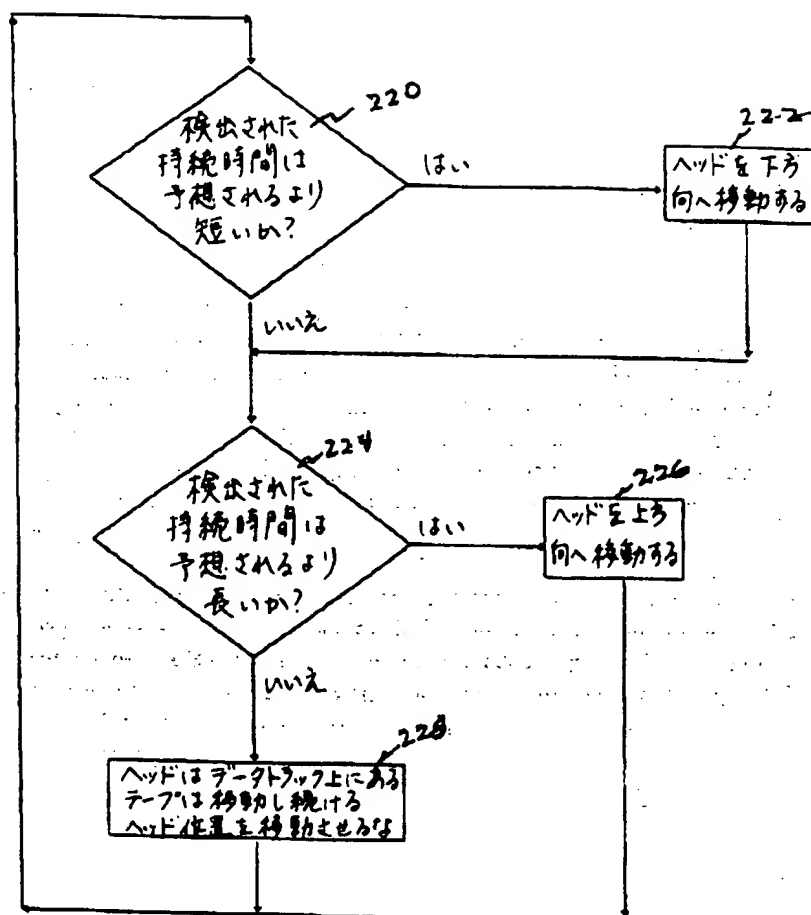 220
検出された
持続時間は
予想されるより
短いか?
はい
222
ヘッドを下方
向へ移動する
いいえ
224
検出された
持続時間は
予想されるより
長いか?
はい
226
ヘッドを上方
向へ移動する
いいえ
228
ヘッドはデータトラック上にある
テープは移動し続ける
ヘッド位置を移動させるな